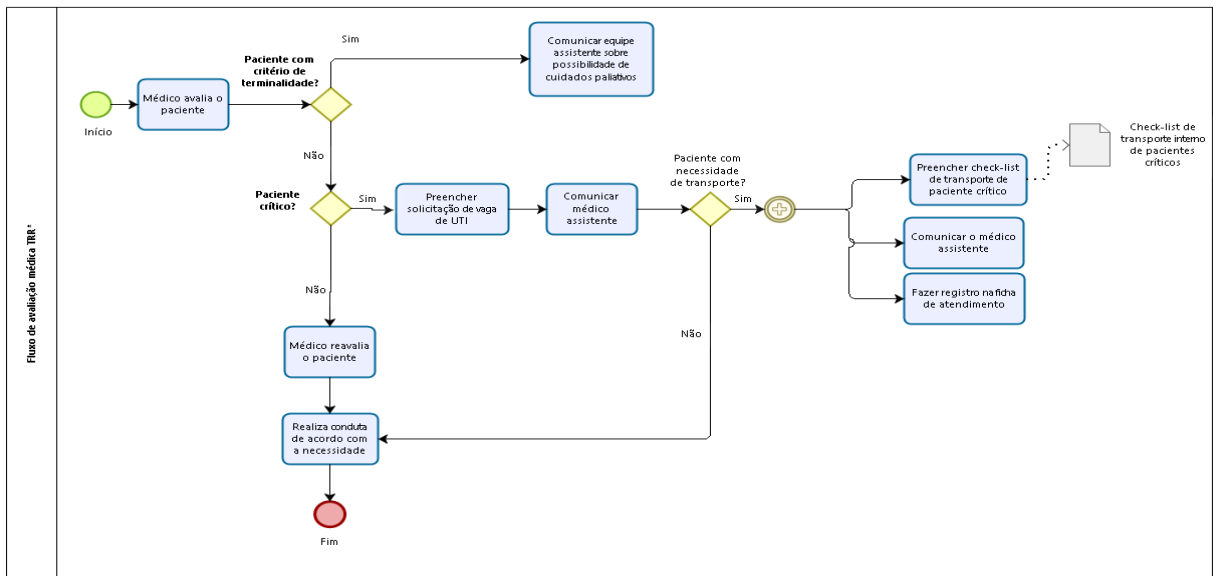 Fluxo de avaliação médica TRR¹
Início
Médico avalia o
paciente
Paciente com
critério de
terminalidade?
Sim
Comunicar equipe
assistente sobre
possibilidade de
cuidados paliativos
Não
Paciente
crítico?
Sim
Preencher
solicitação de vaga
de UTI
Comunicar
médico
assistente
Paciente com
necessidade
de transporte?
Sim
Preencher check-list
de transporte de
paciente crítico
Check-list de
transporte interno
de pacientes
críticos
Comunicar o médico
assistente
Fazer registro na ficha
de atendimento
Não
Não
Médico reavalia
o paciente
Realiza conduta
de acordo com
a necessidade
Fim